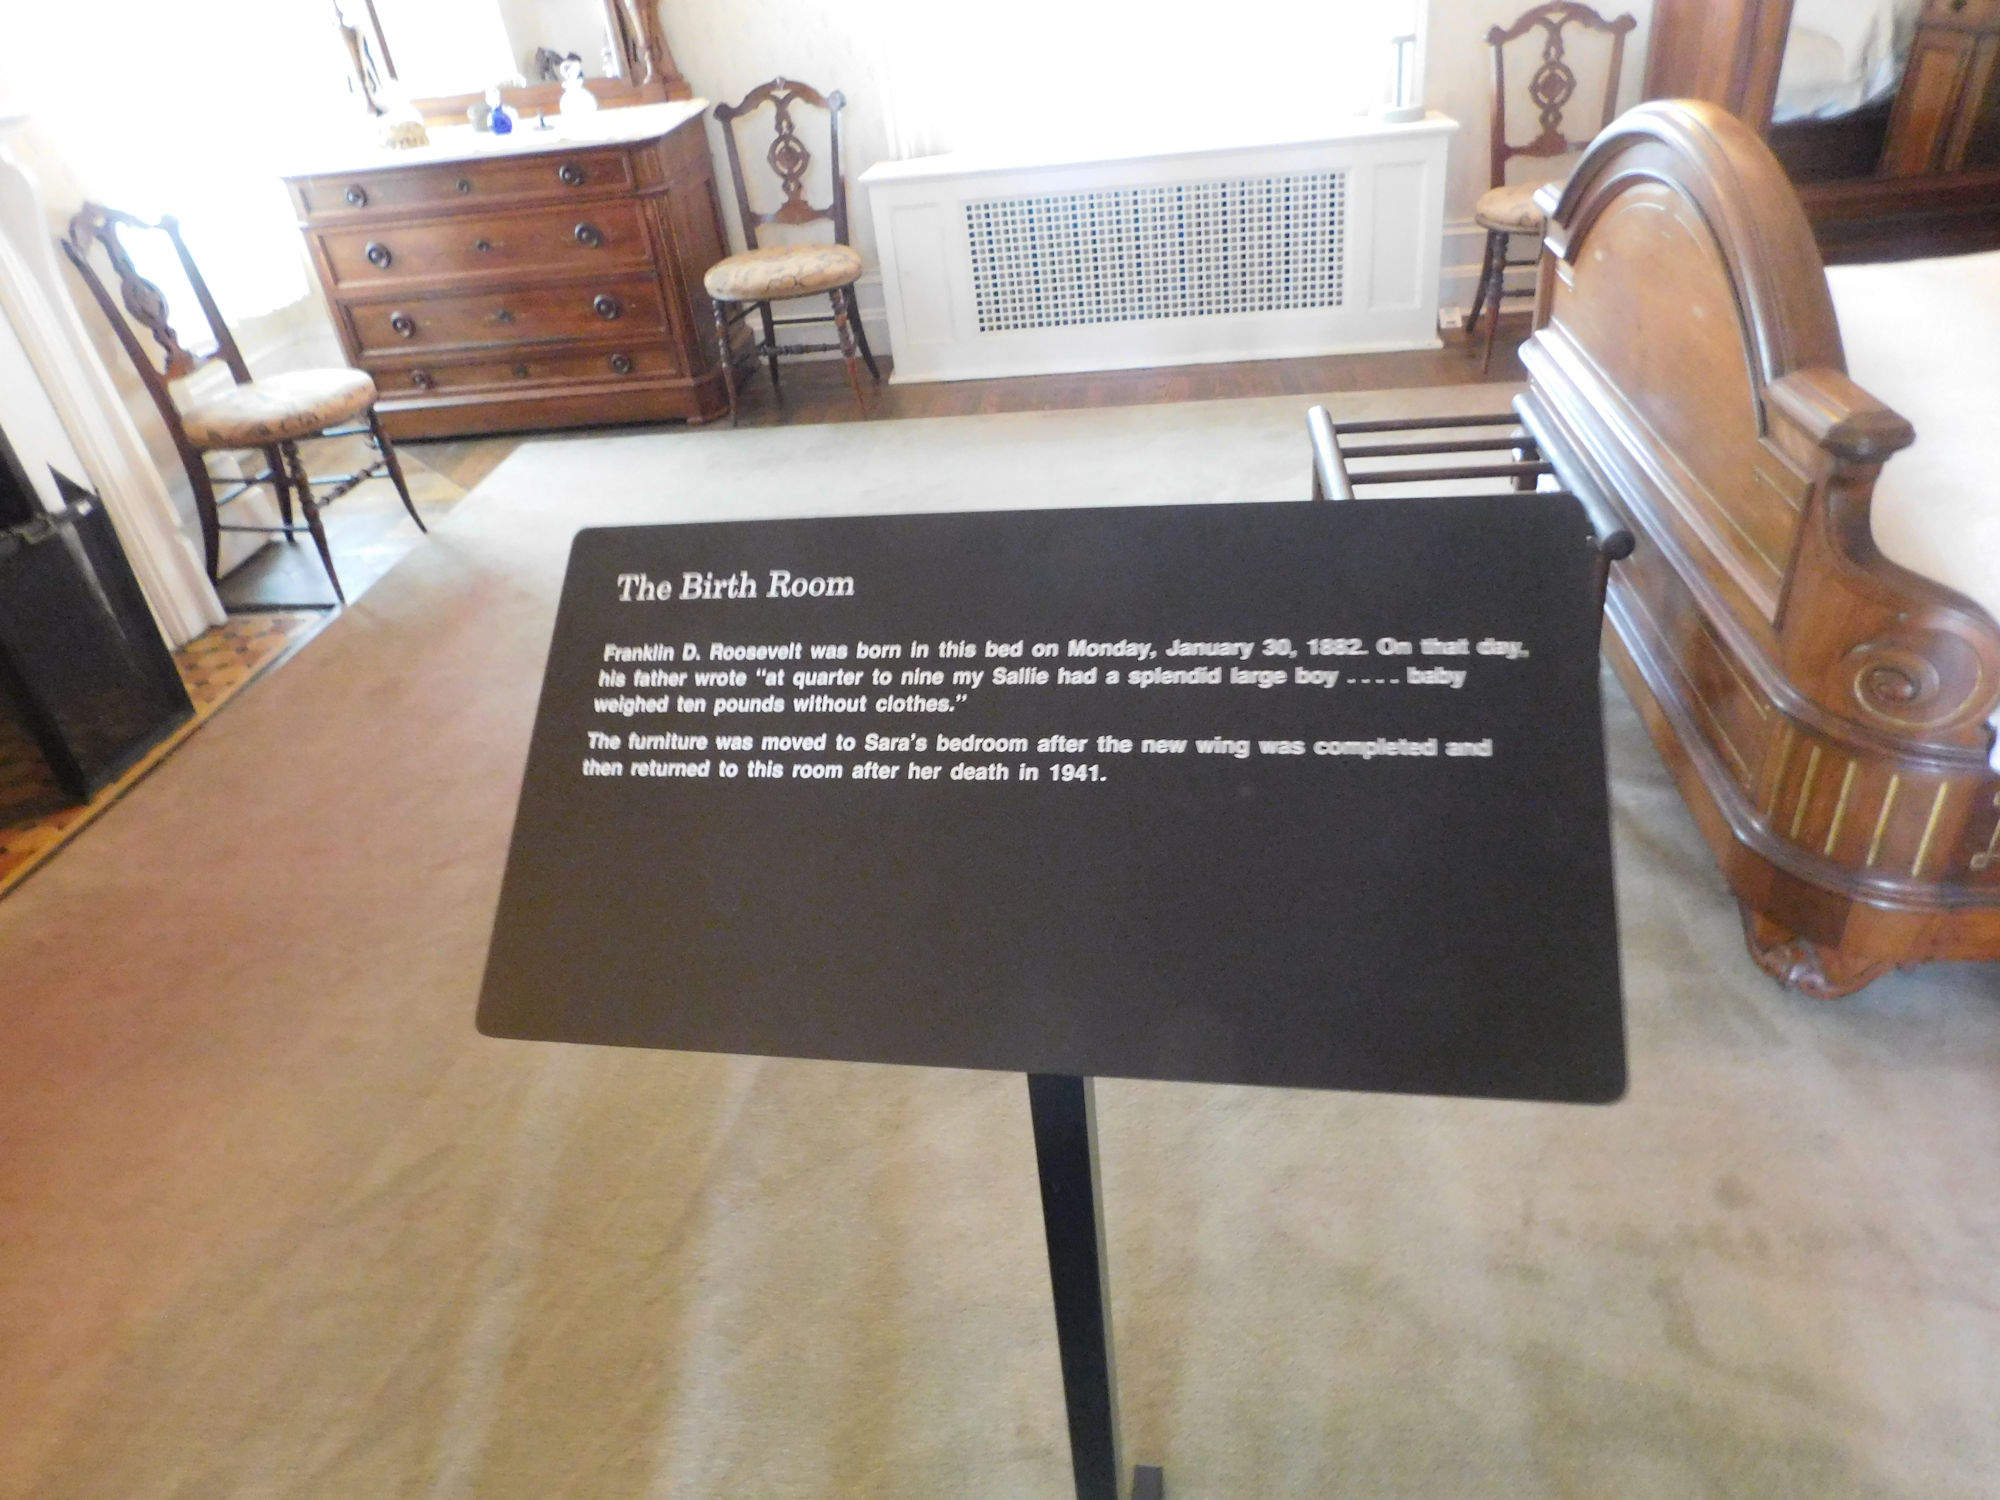 The Birth Room
Franklin D. Roosevelt was born in this bed on Monday, January 30, 1882. On that day,
his father wrote “at quarter to nine my Sallie had a splendid large boy .... baby
weighed ten pounds without clothes.”
The furniture was moved to Sara’s bedroom after the new wing was completed and
then returned to this room after her death in 1941.